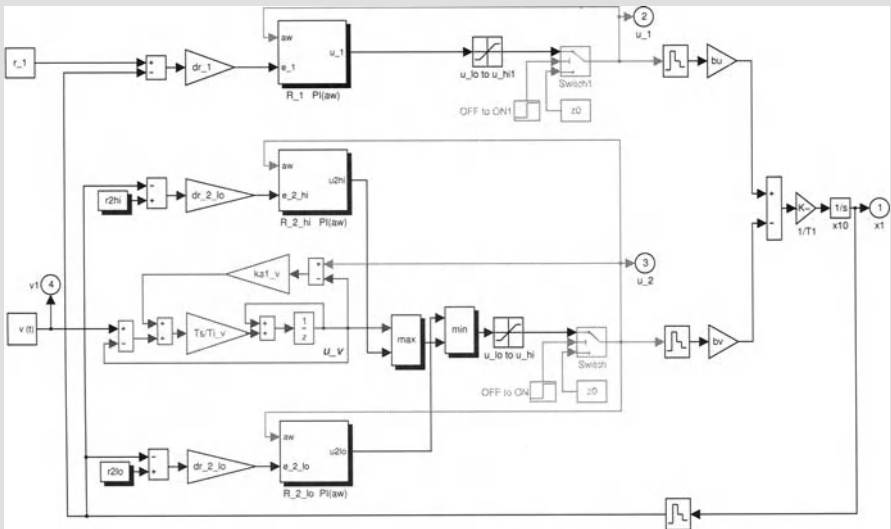 2
u_1
aw
r_1
+
−
dr_1
e_1
u_1
R_1 PI(aw)
u_lo to u_hi1
Switch1
OFF to ON1
z0
bu
aw
r2hi
−
+
dr_2_lo
e_2_hi
u2hi
R_2_hi PI(aw)
+
−
K−
1/T1
1/s
x10
1
x1
v1
4
ka1_v
+
−
3
u_2
v (t)
+
−
+
+
Ts/Ti_v
+
+
1
z
u_v
max
min
u_lo to u_hi
Switch
OFF to ON
z0
bv
aw
r2lo
−
+
dr_2_lo
e_2_lo
u2lo
R_2_lo PI(aw)